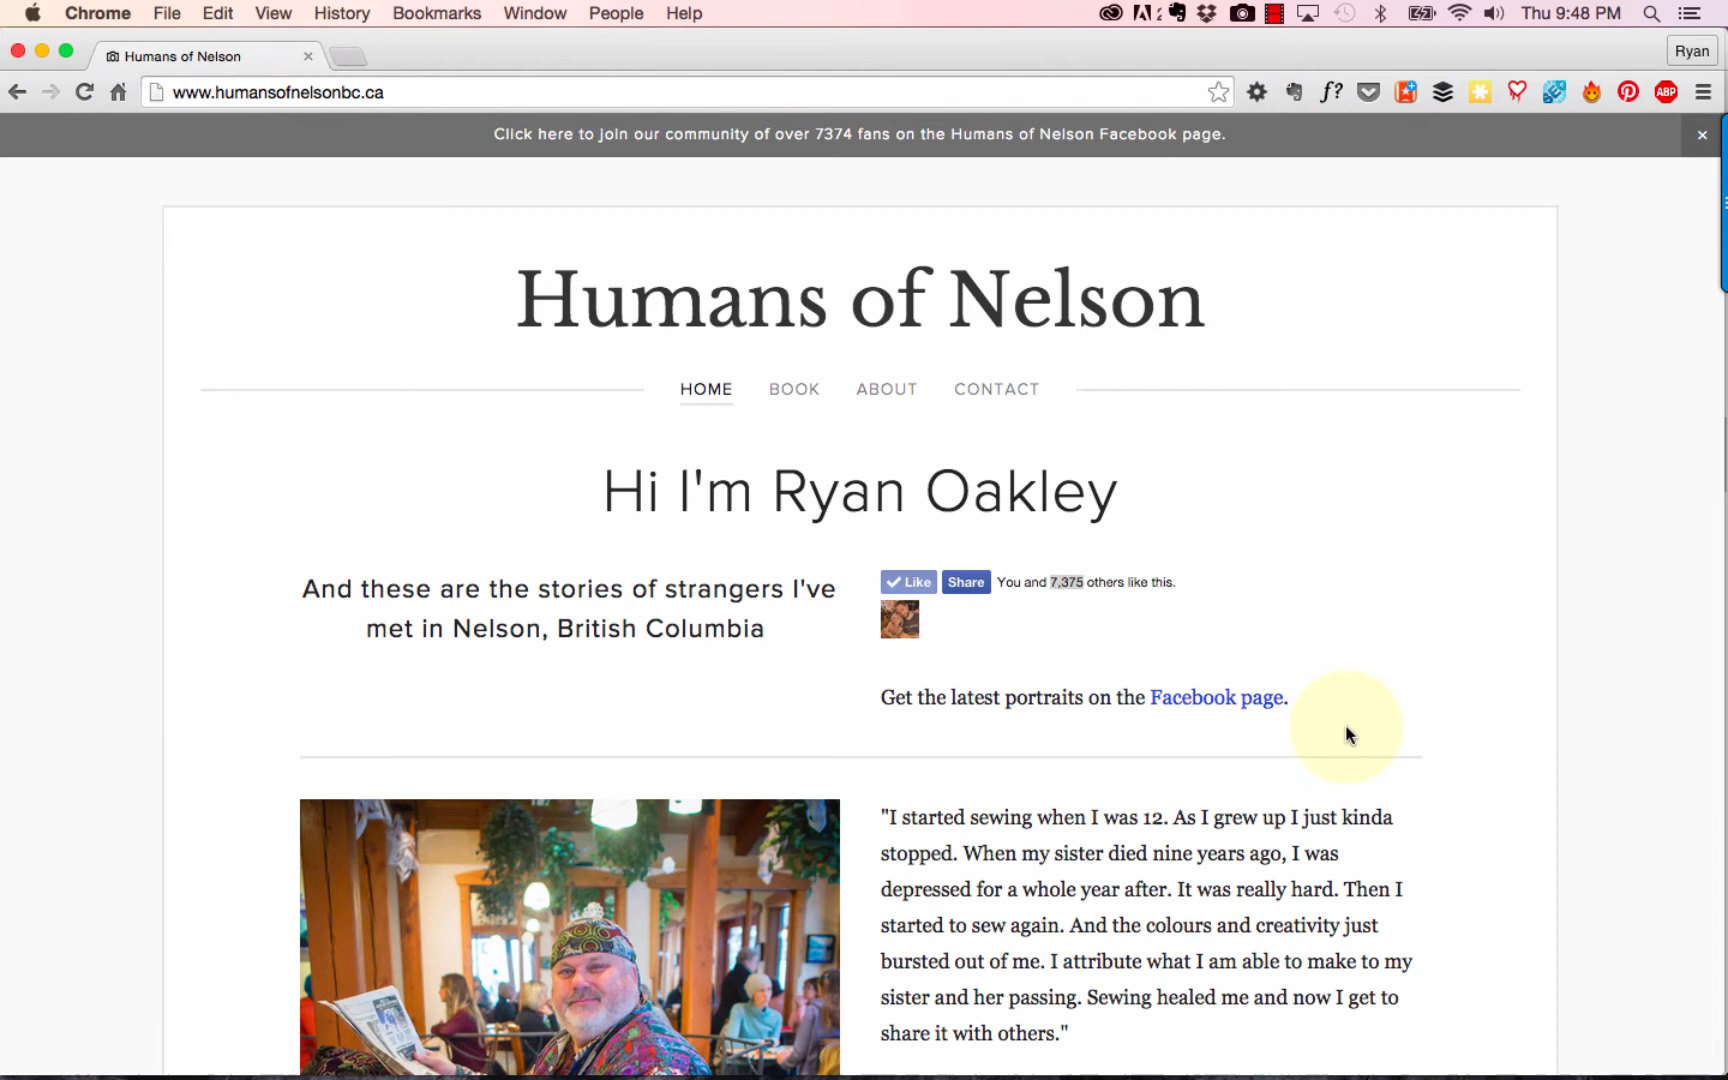 Chrome File Edit View History Bookmarks Window People Help Thu 9:48 PM
Humans of Nelson
Ryan
www.humansofnelsonbc.ca
f?
ABP
Click here to join our community of over 7374 fans on the Humans of Nelson Facebook page.
Humans of Nelson
HOME BOOK ABOUT CONTACT
Hi I'm Ryan Oakley
And these are the stories of strangers I've
met in Nelson, British Columbia
Like Share You and 7,375 others like this.
Get the latest portraits on the Facebook page.
"I started sewing when I was 12. As I grew up I just kinda
stopped. When my sister died nine years ago, I was
depressed for a whole year after. It was really hard. Then I
started to sew again. And the colours and creativity just
bursted out of me. I attribute what I am able to make to my
sister and her passing. Sewing healed me and now I get to
share it with others."